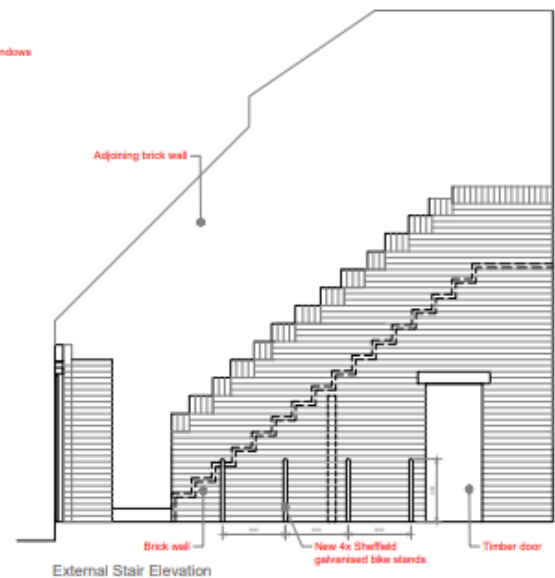 ndows
Adjoining brick wall
Brick wall
New 4x Sheffield
galvanised bike stands
Timber door
External Stair Elevation